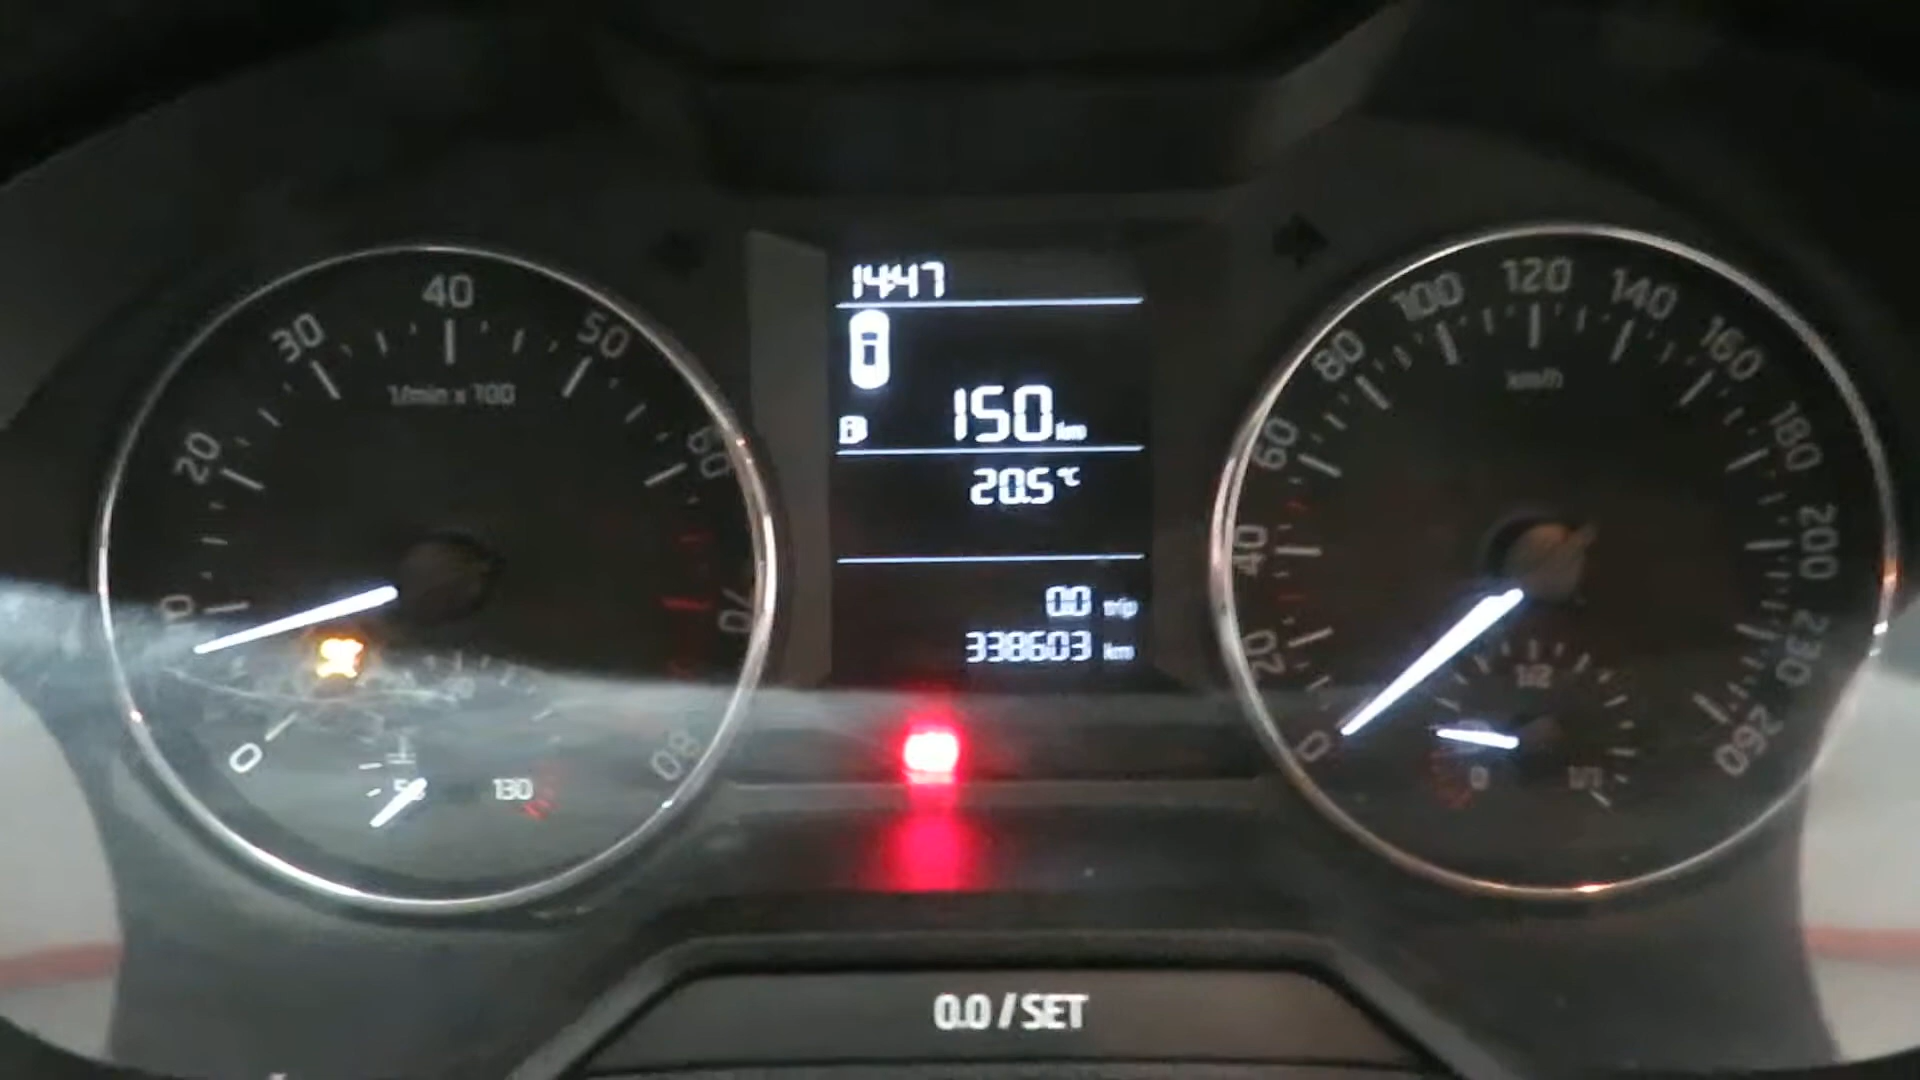 14:47
150 km
20.5 °C
0.0 trip
338603 km
0 10 20 30 40 50 60 70 80
1/min x 100
50 130
0 20 40 60 80 100 120 140 160 180 200 230 260
km/h
0 1/2 1/1
0.0 / SET